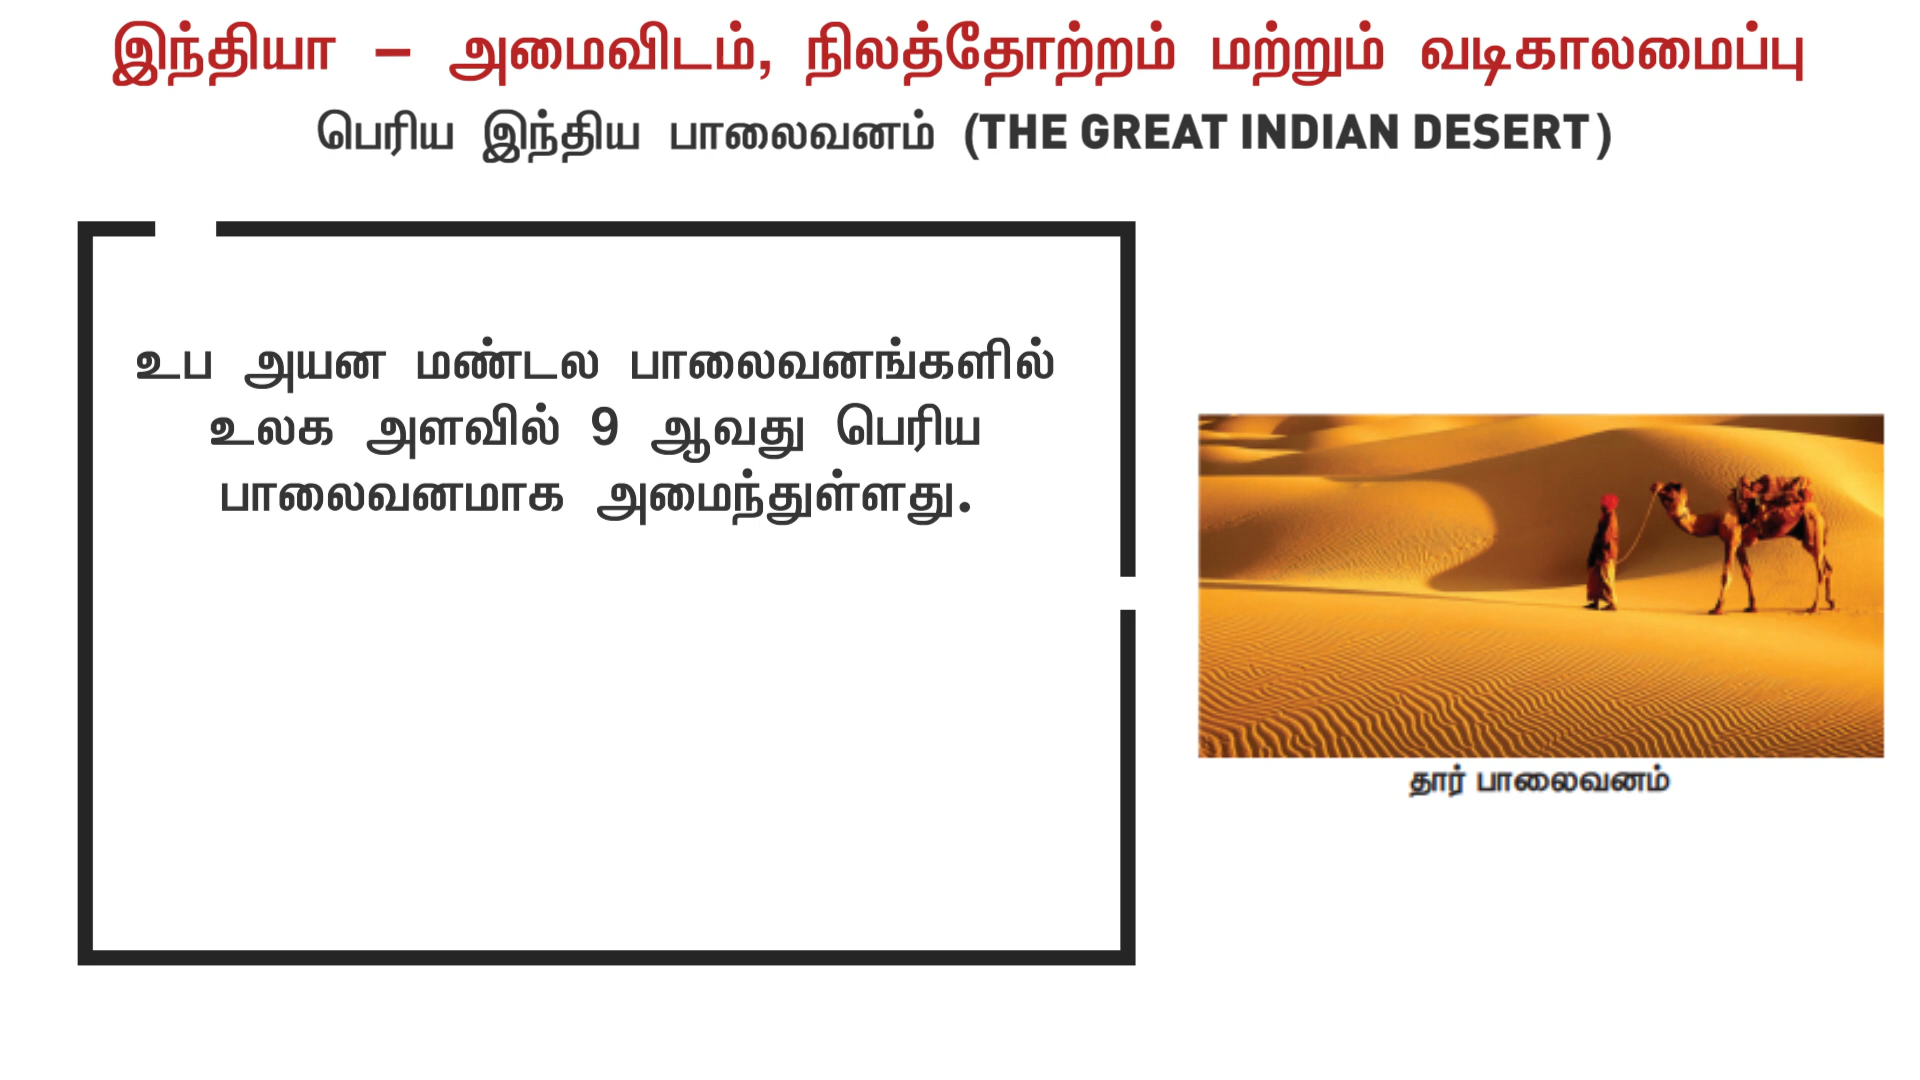 இந்தியா – அமைவிடம், நிலத்தோற்றம் மற்றும் வடிகாலமைப்பு
பெரிய இந்திய பாலைவனம் (THE GREAT INDIAN DESERT)
உப அயன மண்டல பாலைவனங்களில்
உலக அளவில் 9 ஆவது பெரிய
பாலைவனமாக அமைந்துள்ளது.
தார் பாலைவனம்